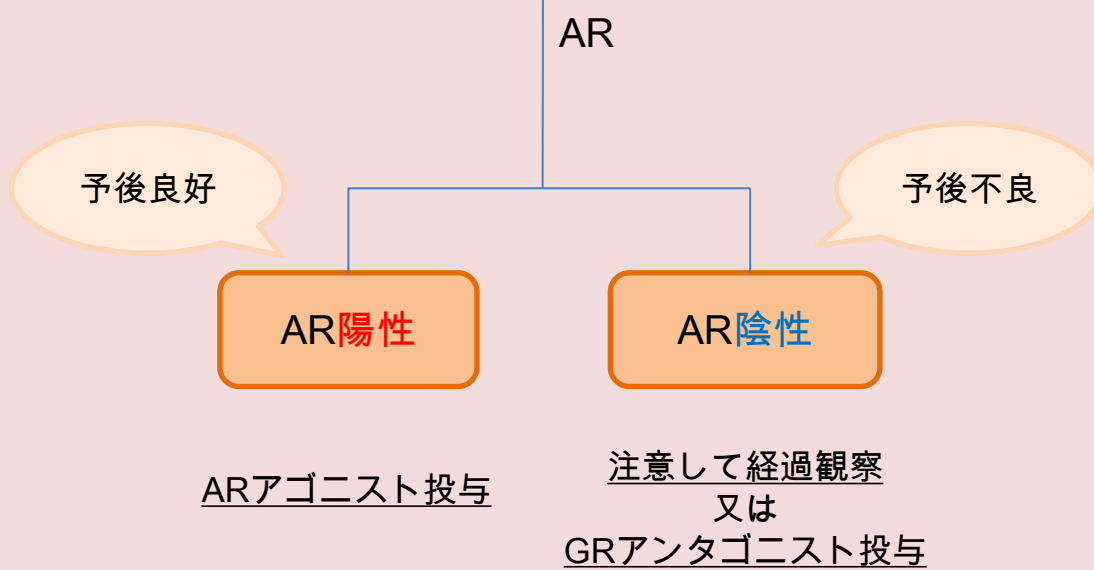 AR
予後良好
予後不良
AR陽性
AR陰性
ARアゴニスト投与
注意して経過観察
又は
GRアンタゴニスト投与